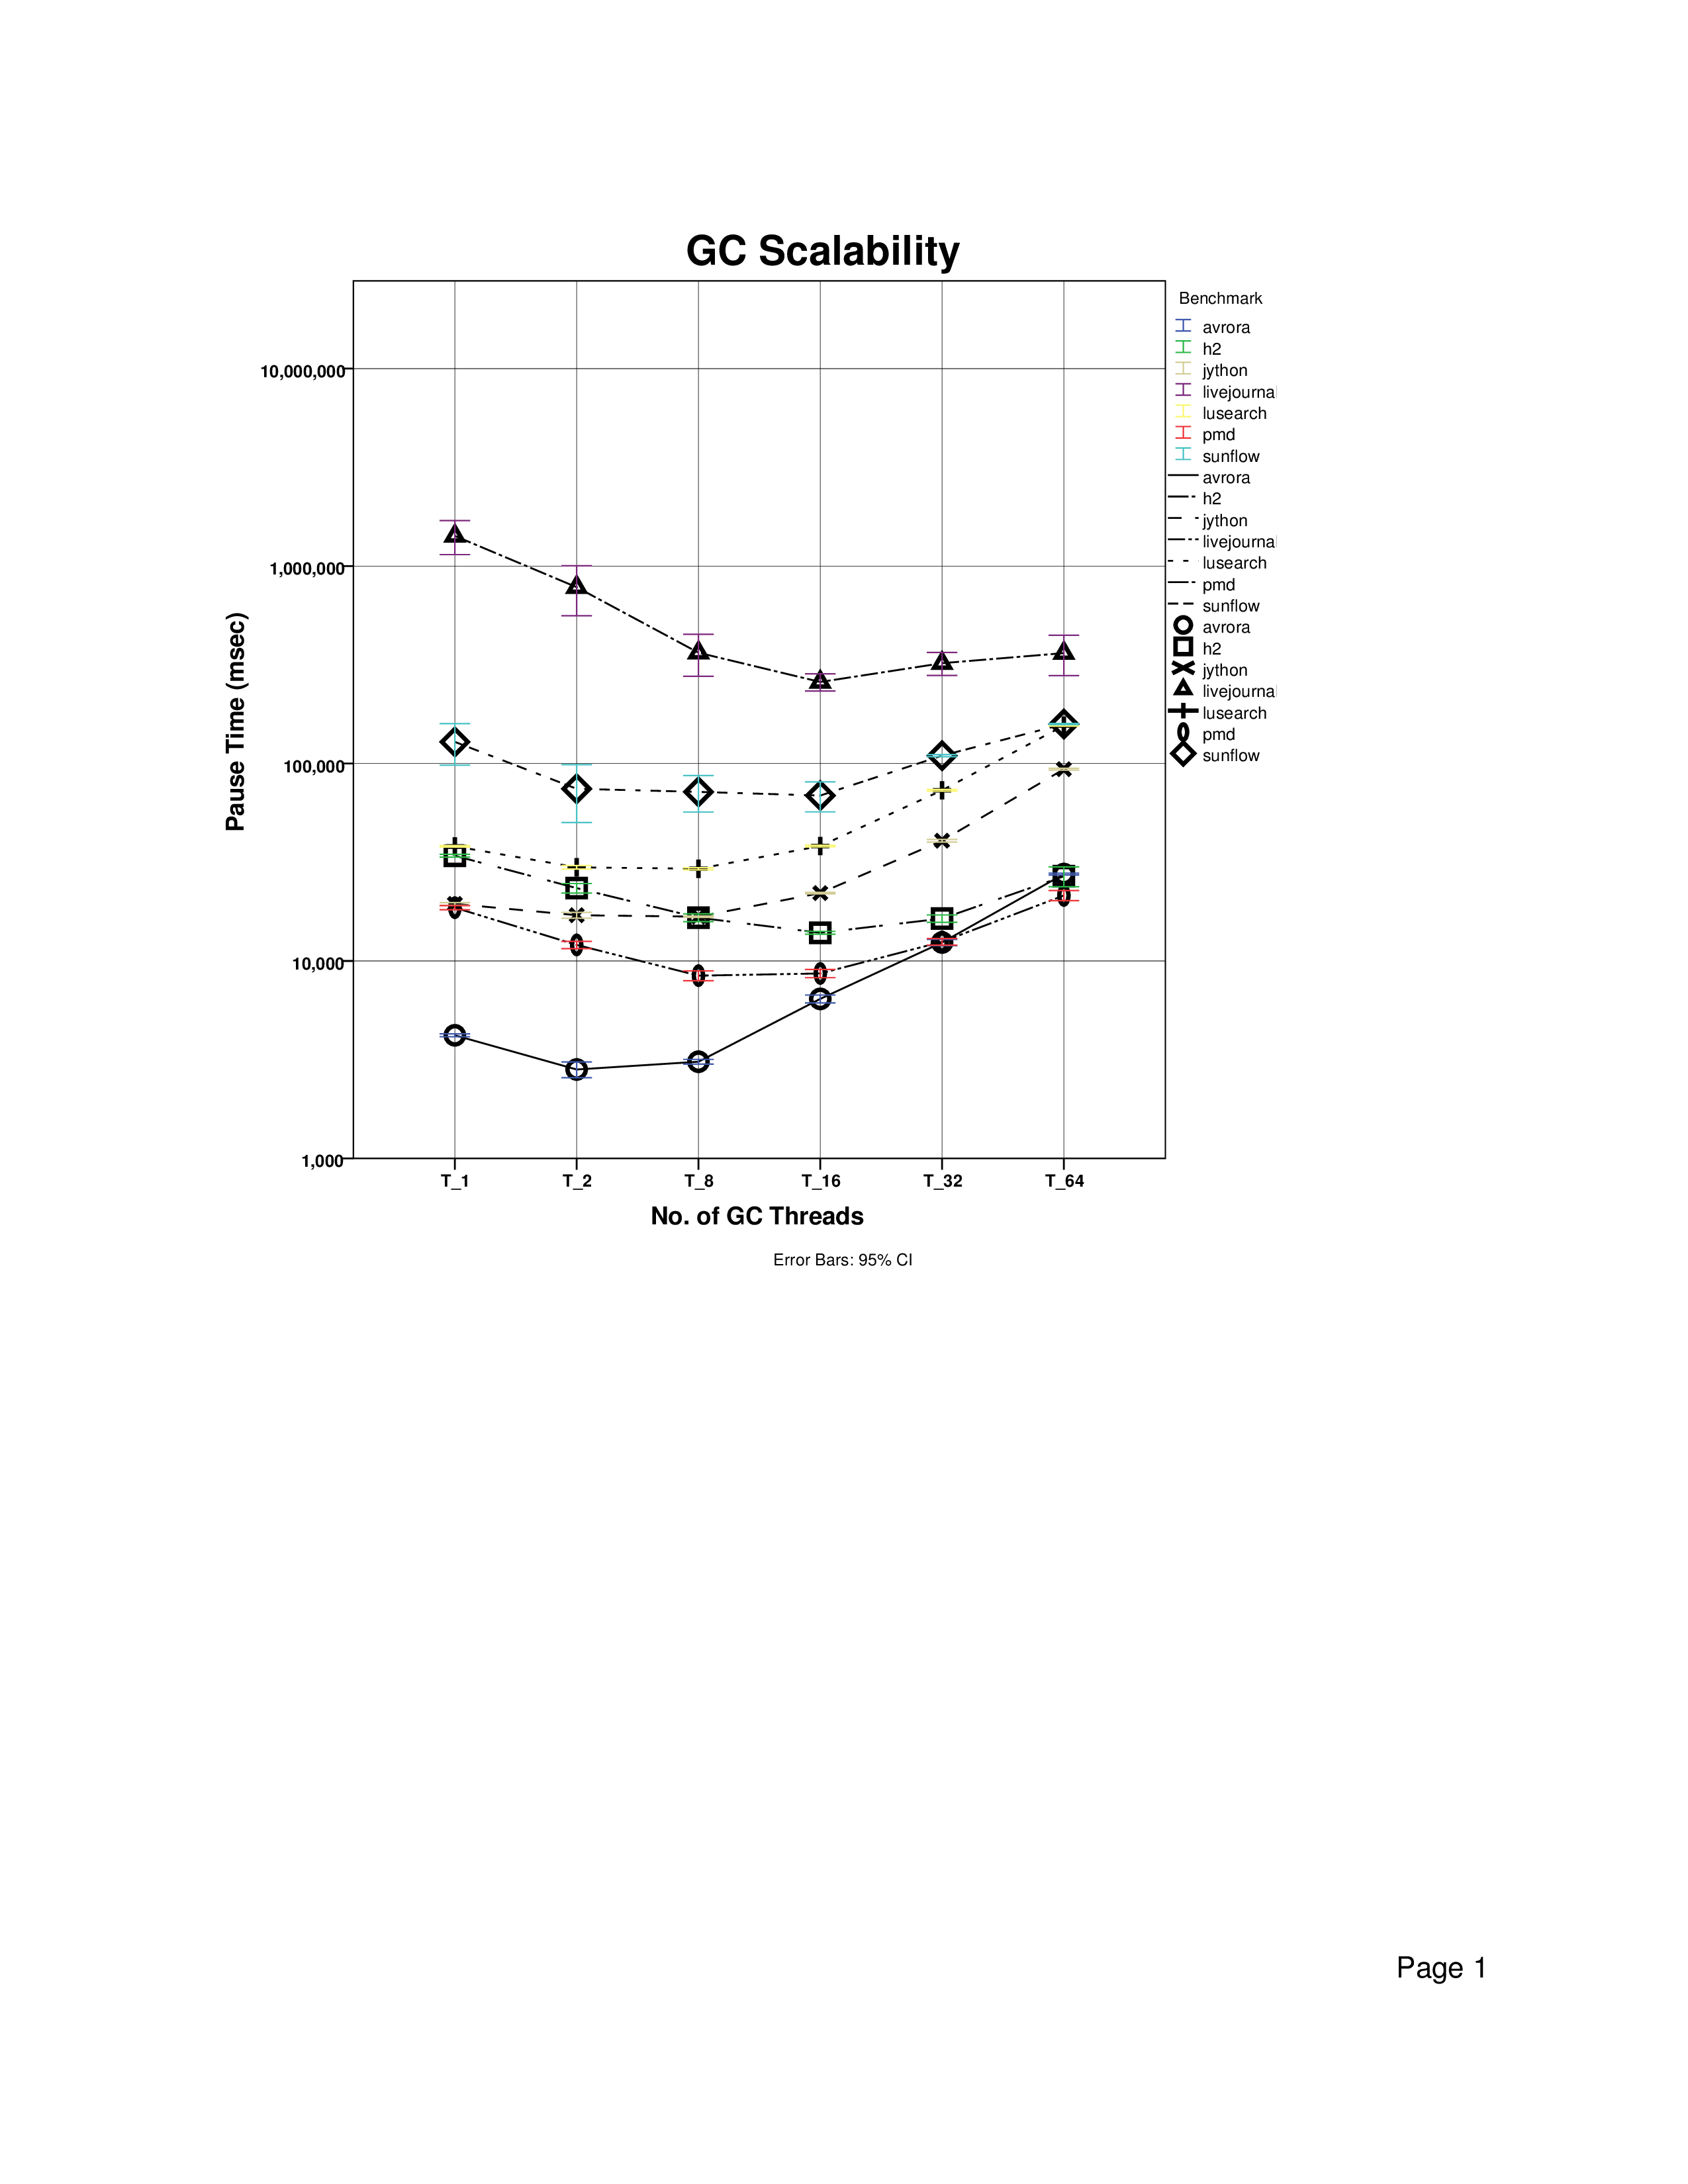 GC Scalability
Pause Time (msec)
10,000,000
1,000,000
100,000
10,000
1,000
T_1
T_2
T_8
T_16
T_32
T_64
No. of GC Threads
Error Bars: 95% CI
Benchmark
avrora
h2
jython
livejournal
lusearch
pmd
sunflow
avrora
h2
jython
livejournal
lusearch
pmd
sunflow
avrora
h2
jython
livejournal
lusearch
pmd
sunflow
Page 1